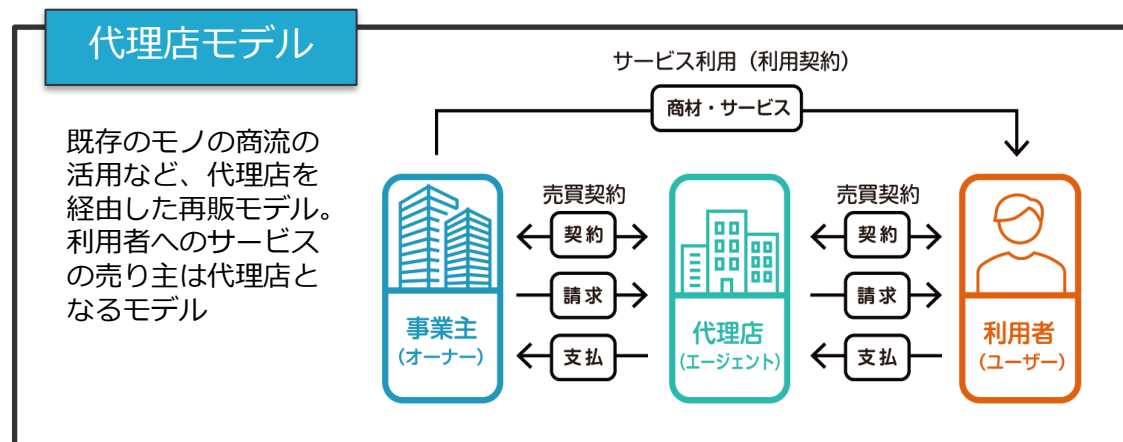 代理店モデル
既存のモノの商流の
活用など、代理店を
経由した再販モデル。
利用者へのサービス
の売り主は代理店と
なるモデル
サービス利用（利用契約）
商材・サービス
売買契約
売買契約
契約
契約
請求
請求
支払
支払
事業主
（オーナー）
代理店
（エージェント）
利用者
（ユーザー）